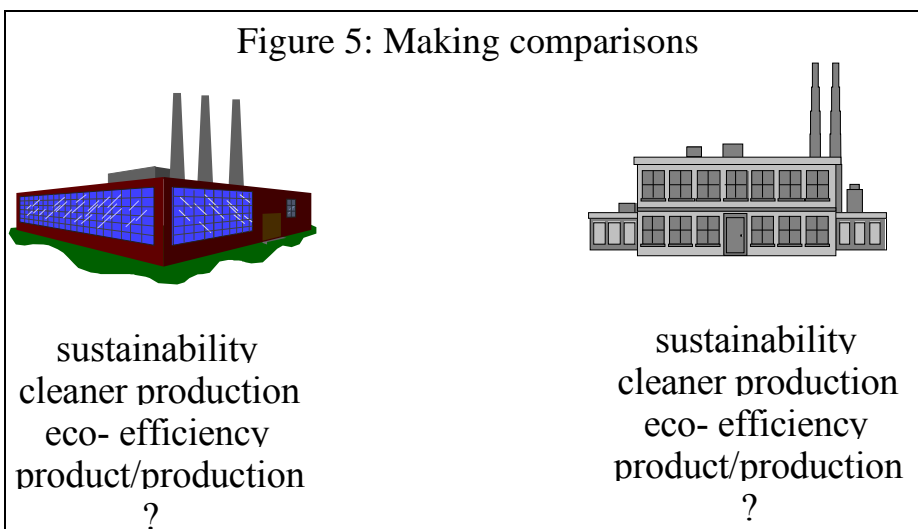 Figure 5: Making comparisons
sustainability
cleaner production
eco- efficiency
product/production
?
sustainability
cleaner production
eco- efficiency
product/production
?